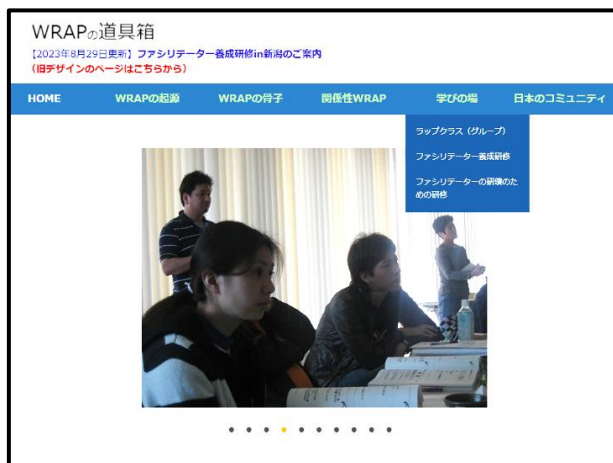 WRAPの道具箱
【2023年8月29日更新】ファシリテーター養成研修in新潟のご案内
(旧デザインのページはこちらから)
HOME WRAPの起源 WRAPの骨子 関係性WRAP 学びの場 日本のコミュニティ
ラップクラス(グループ)
ファシリテーター養成研修
ファシリテーターの研鑽のた
めの研修